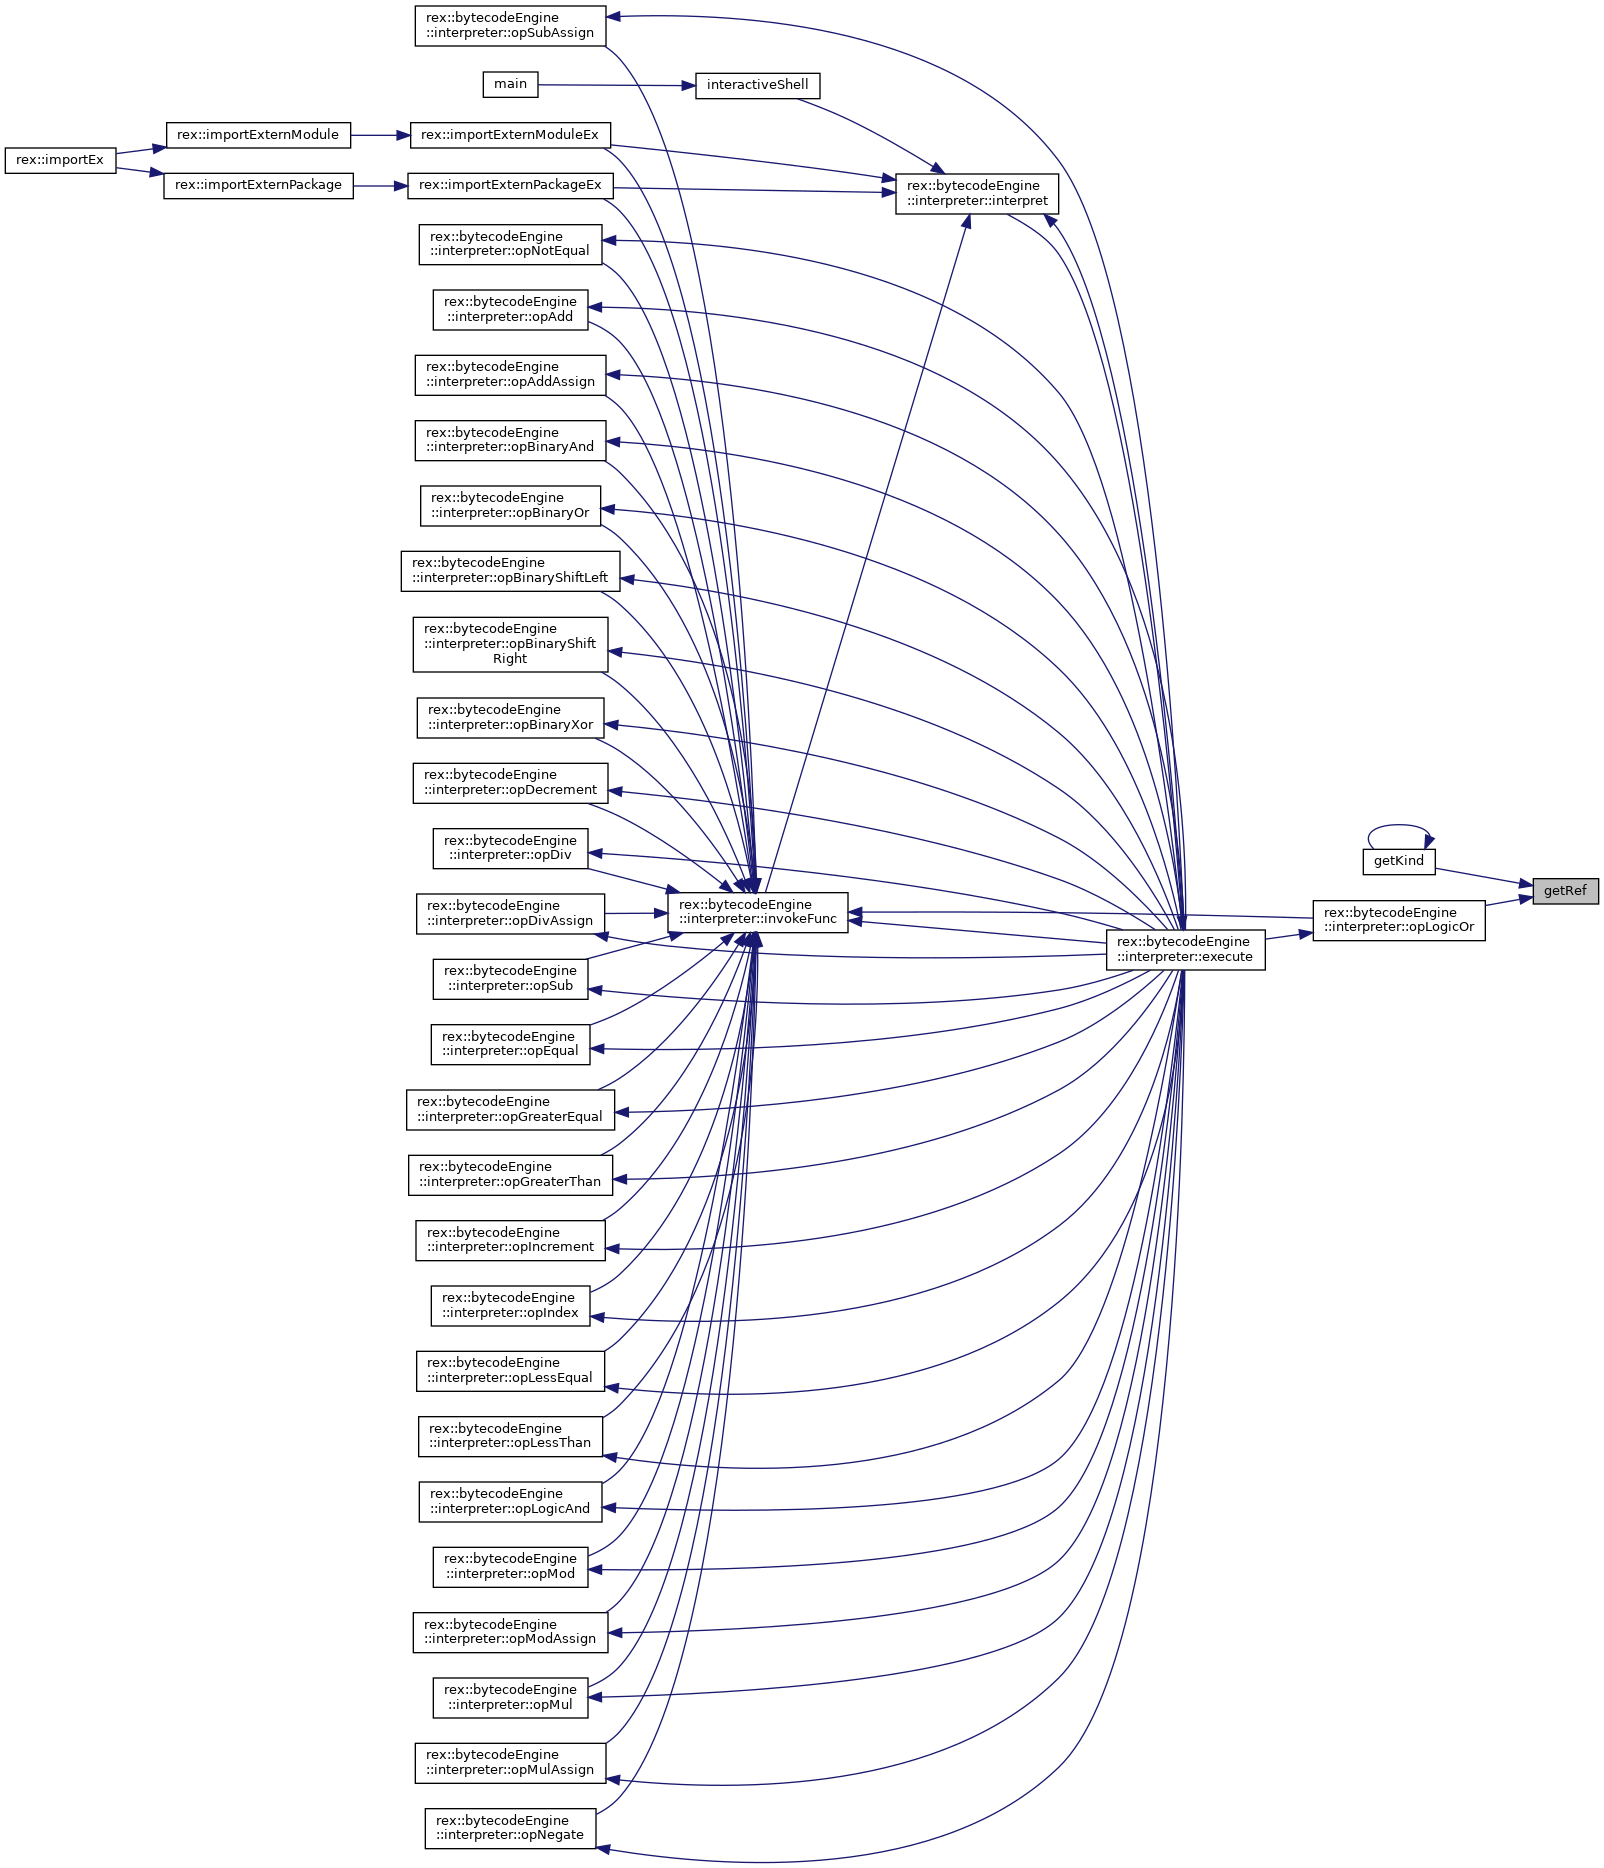 rex::bytecodeEngine
::interpreter::opSubAssign
main
interactiveShell
rex::importExternModule
rex::importExternModuleEx
rex::importEx
rex::importExternPackage
rex::importExternPackageEx
rex::bytecodeEngine
::interpreter::interpret
rex::bytecodeEngine
::interpreter::opNotEqual
rex::bytecodeEngine
::interpreter::opAdd
rex::bytecodeEngine
::interpreter::opAddAssign
rex::bytecodeEngine
::interpreter::opBinaryAnd
rex::bytecodeEngine
::interpreter::opBinaryOr
rex::bytecodeEngine
::interpreter::opBinaryShiftLeft
rex::bytecodeEngine
::interpreter::opBinaryShift
Right
rex::bytecodeEngine
::interpreter::opBinaryXor
rex::bytecodeEngine
::interpreter::opDecrement
rex::bytecodeEngine
::interpreter::opDiv
getKind
getRef
rex::bytecodeEngine
::interpreter::opDivAssign
rex::bytecodeEngine
::interpreter::invokeFunc
rex::bytecodeEngine
::interpreter::opLogicOr
rex::bytecodeEngine
::interpreter::execute
rex::bytecodeEngine
::interpreter::opSub
rex::bytecodeEngine
::interpreter::opEqual
rex::bytecodeEngine
::interpreter::opGreaterEqual
rex::bytecodeEngine
::interpreter::opGreaterThan
rex::bytecodeEngine
::interpreter::opIncrement
rex::bytecodeEngine
::interpreter::opIndex
rex::bytecodeEngine
::interpreter::opLessEqual
rex::bytecodeEngine
::interpreter::opLessThan
rex::bytecodeEngine
::interpreter::opLogicAnd
rex::bytecodeEngine
::interpreter::opMod
rex::bytecodeEngine
::interpreter::opModAssign
rex::bytecodeEngine
::interpreter::opMul
rex::bytecodeEngine
::interpreter::opMulAssign
rex::bytecodeEngine
::interpreter::opNegate